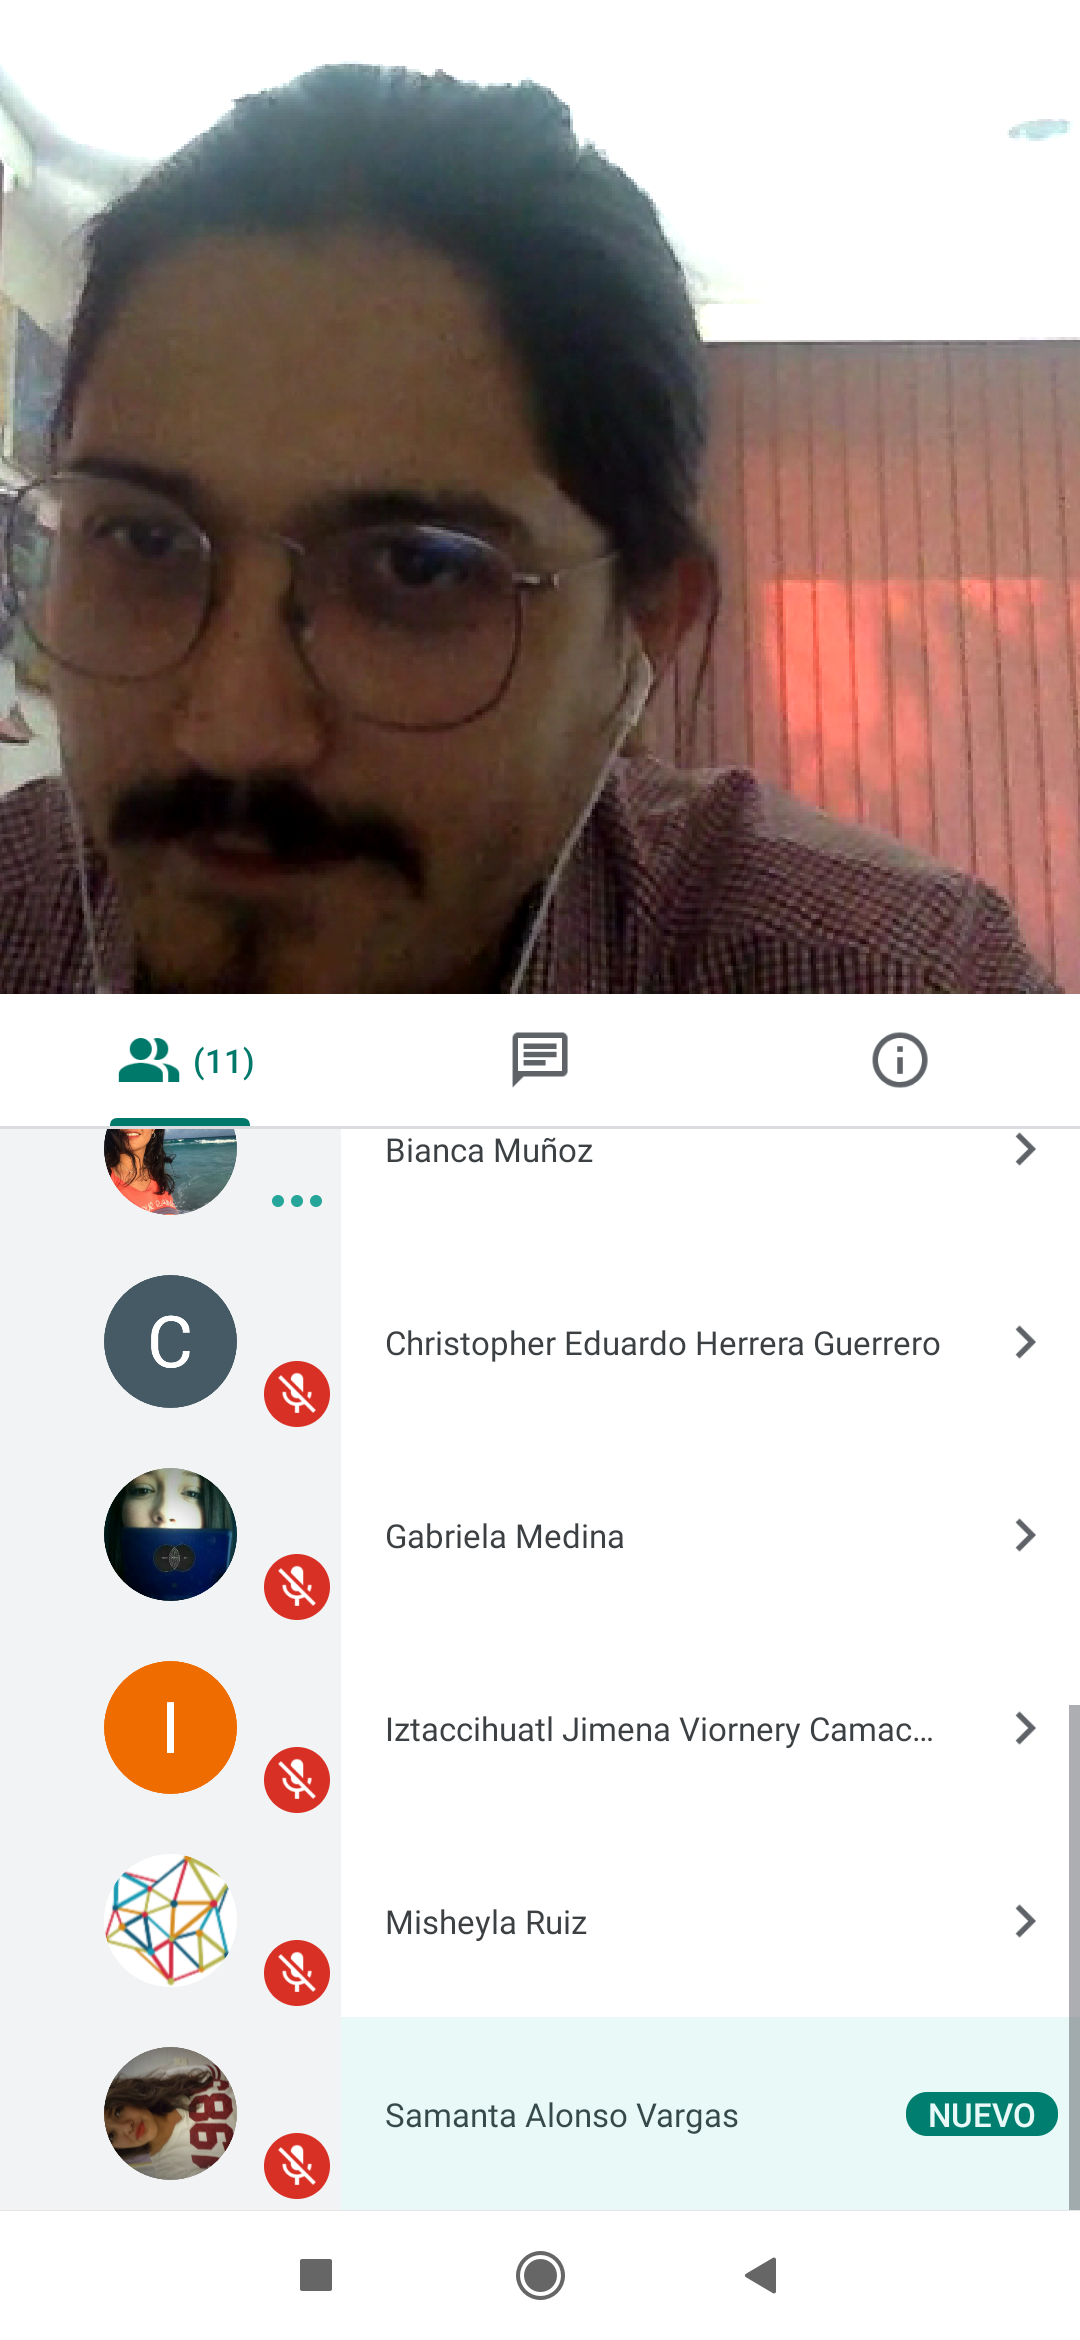 (11)
Bianca Muñoz
C
Christopher Eduardo Herrera Guerrero
Gabriela Medina
I
Iztaccihuatl Jimena Viornery Camac...
Misheyla Ruiz
Samanta Alonso Vargas
NUEVO